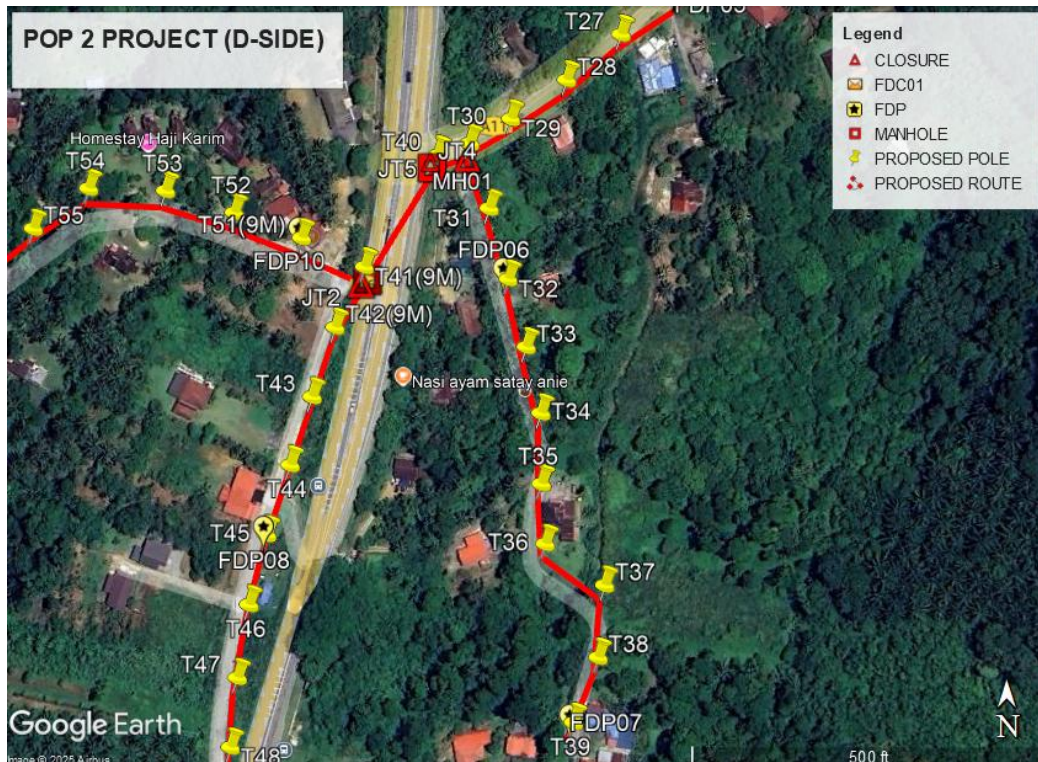 POP 2 PROJECT (D-SIDE)
Legend
CLOSURE
FDC01
FDP
MANHOLE
PROPOSED POLE
PROPOSED ROUTE
T27
T28
T30
T29
T40
JT4
JT5
MH01
Homestay Haji Karim
T54
T53
T52
T55
T51(9M)
FDP10
T31
FDP06
T41(9M)
T32
JT2
T42(9M)
T33
Nasi ayam satay anie
T43
T34
T35
T44
T45
T36
FDP08
T37
T46
T38
T47
FDP07
T39
T48
Google Earth
N
500 ft